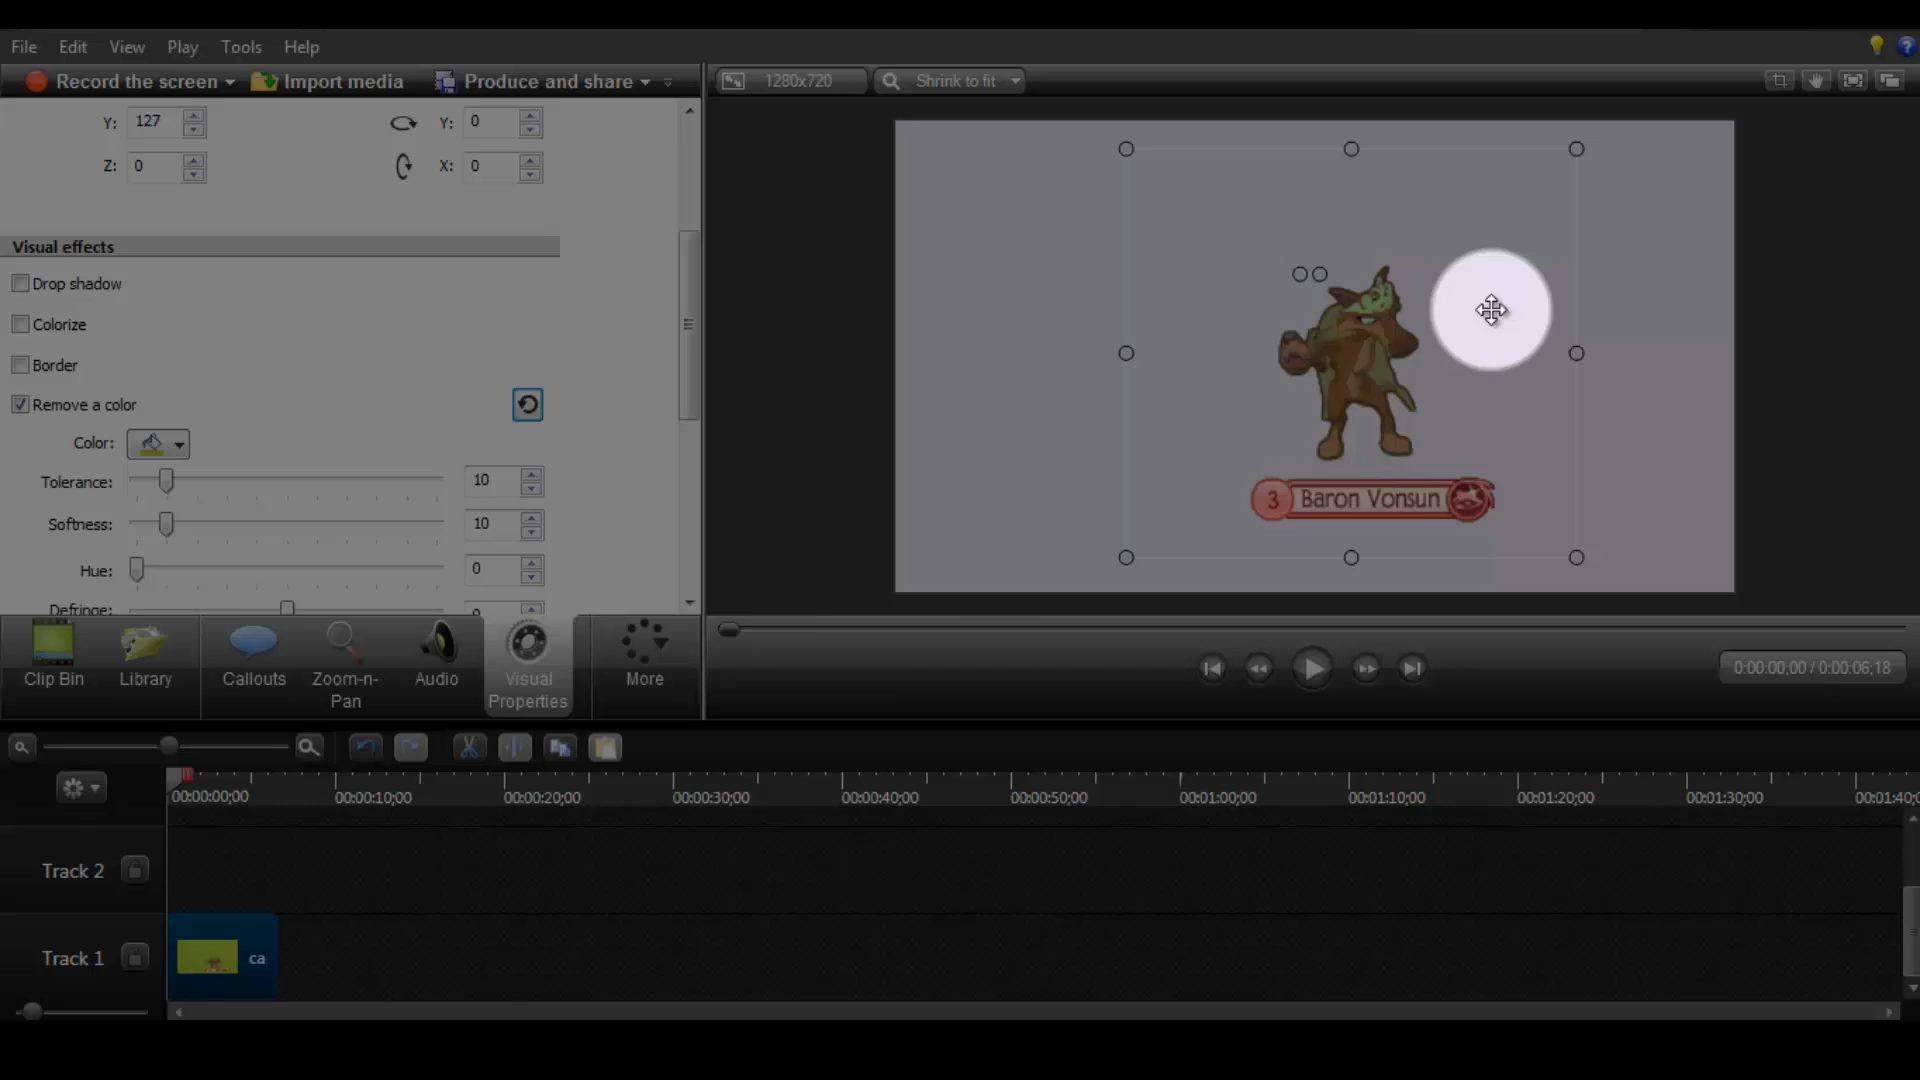 File Edit View Play Tools Help
Record the screen Import media Produce and share 1280x720 Shrink to fit
Y: 127 Y: 0
Z: 0 X: 0
Visual effects
Drop shadow
Colorize
Border
Remove a color
Color:
Tolerance: 10
Softness: 10
Hue: 0
Defringe: 0
3 Baron Vonsun
Clip Bin Library Callouts Zoom-n-Pan Audio Visual Properties More
0:00:00,00 / 0:00:06,18
00:00:00;00 00:00:10;00 00:00:20;00 00:00:30;00 00:00:40;00 00:00:50;00 00:01:00;00 00:01:10;00 00:01:20;00 00:01:30;00 00:01:40;
Track 2
Track 1 ca